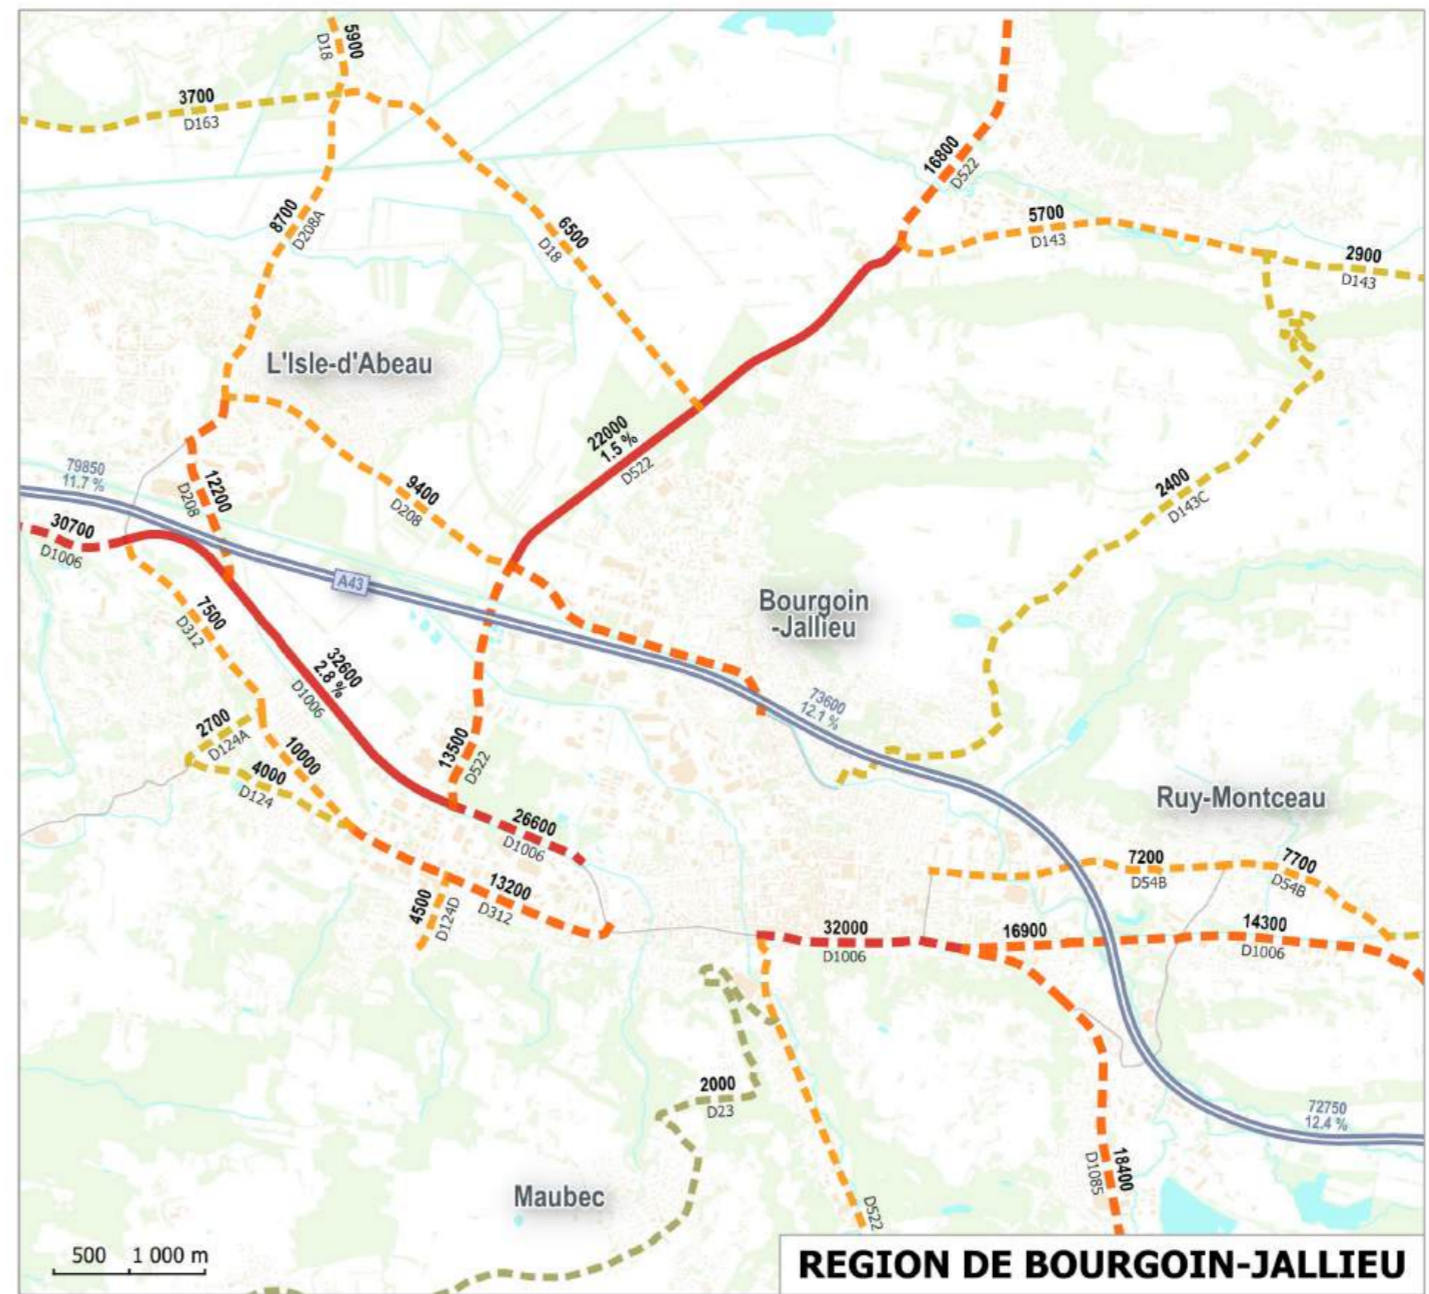 5900
D18
3700
D163
16800
D522
8700
D208A
6500
D18
5700
D143
2900
D143
L'Isle-d'Abeau
22000
1.5 %
D522
79850
11.7 %
12200
D208
9400
D208
2400
D143C
30700
D1006
A43
7500
D312
Bourgoin
-Jallieu
32600
2.8 %
D1006
73600
12.1 %
2700
D124A
10000
13500
D522
4000
D124
Ruy-Montceau
26600
D1006
7200
D54B
7700
D54B
13200
D312
4500
D124D
32000
D1006
16900
14300
D1006
2000
D23
72750
12.4 %
18400
D1085
Maubec
D522
500 1 000 m
REGION DE BOURGOIN-JALLIEU